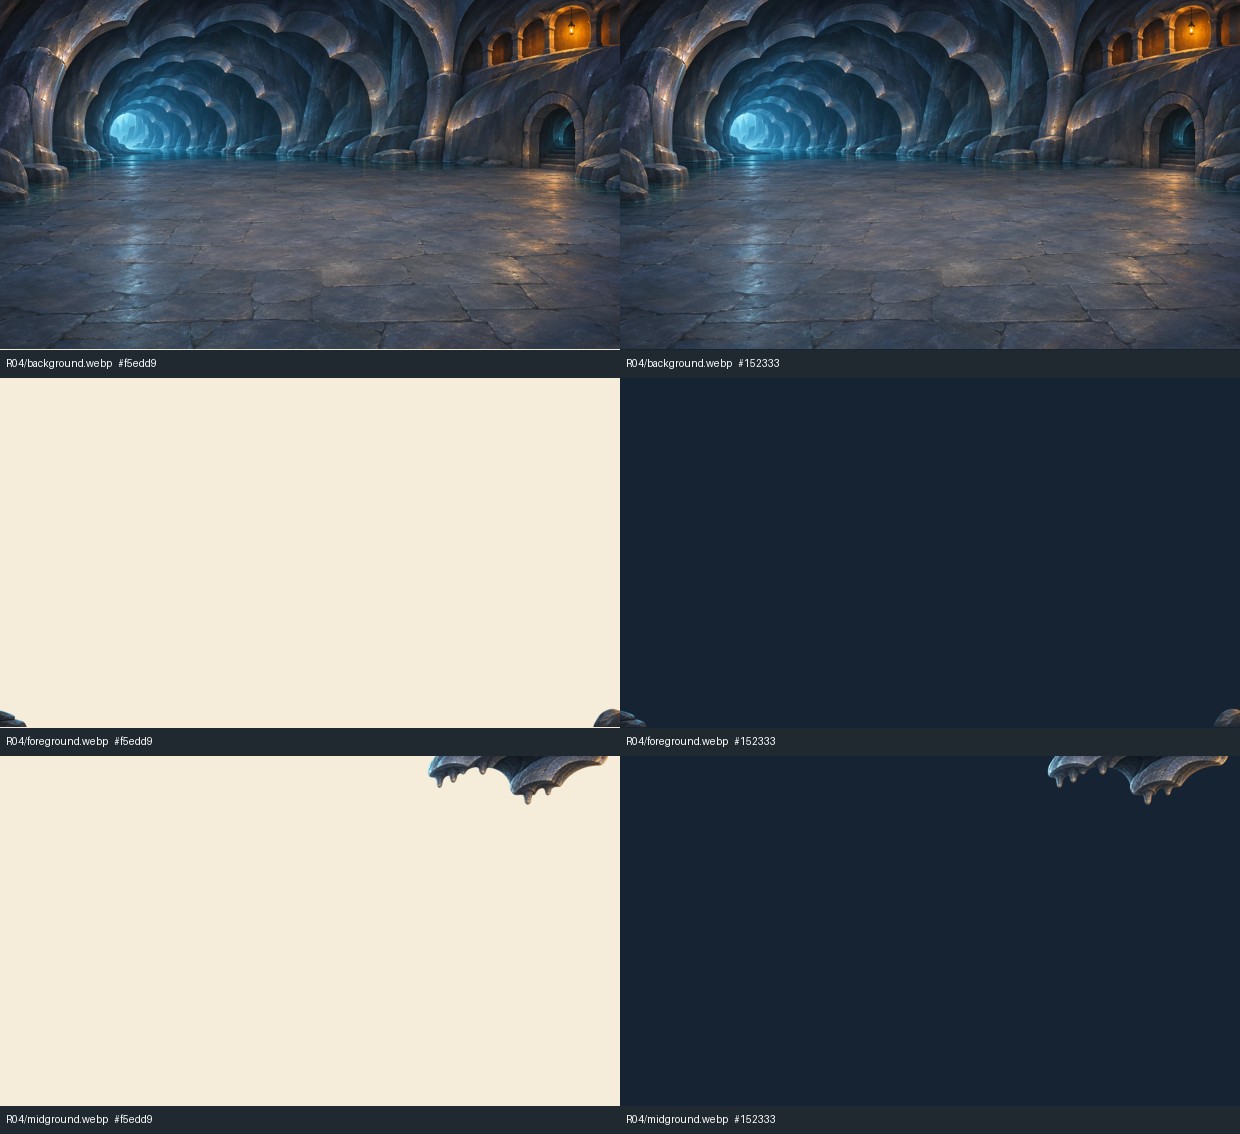 R04/background.webp #f5edd9
R04/background.webp #152333
R04/foreground.webp #f5edd9
R04/foreground.webp #152333
R04/midground.webp #f5edd9
R04/midground.webp #152333